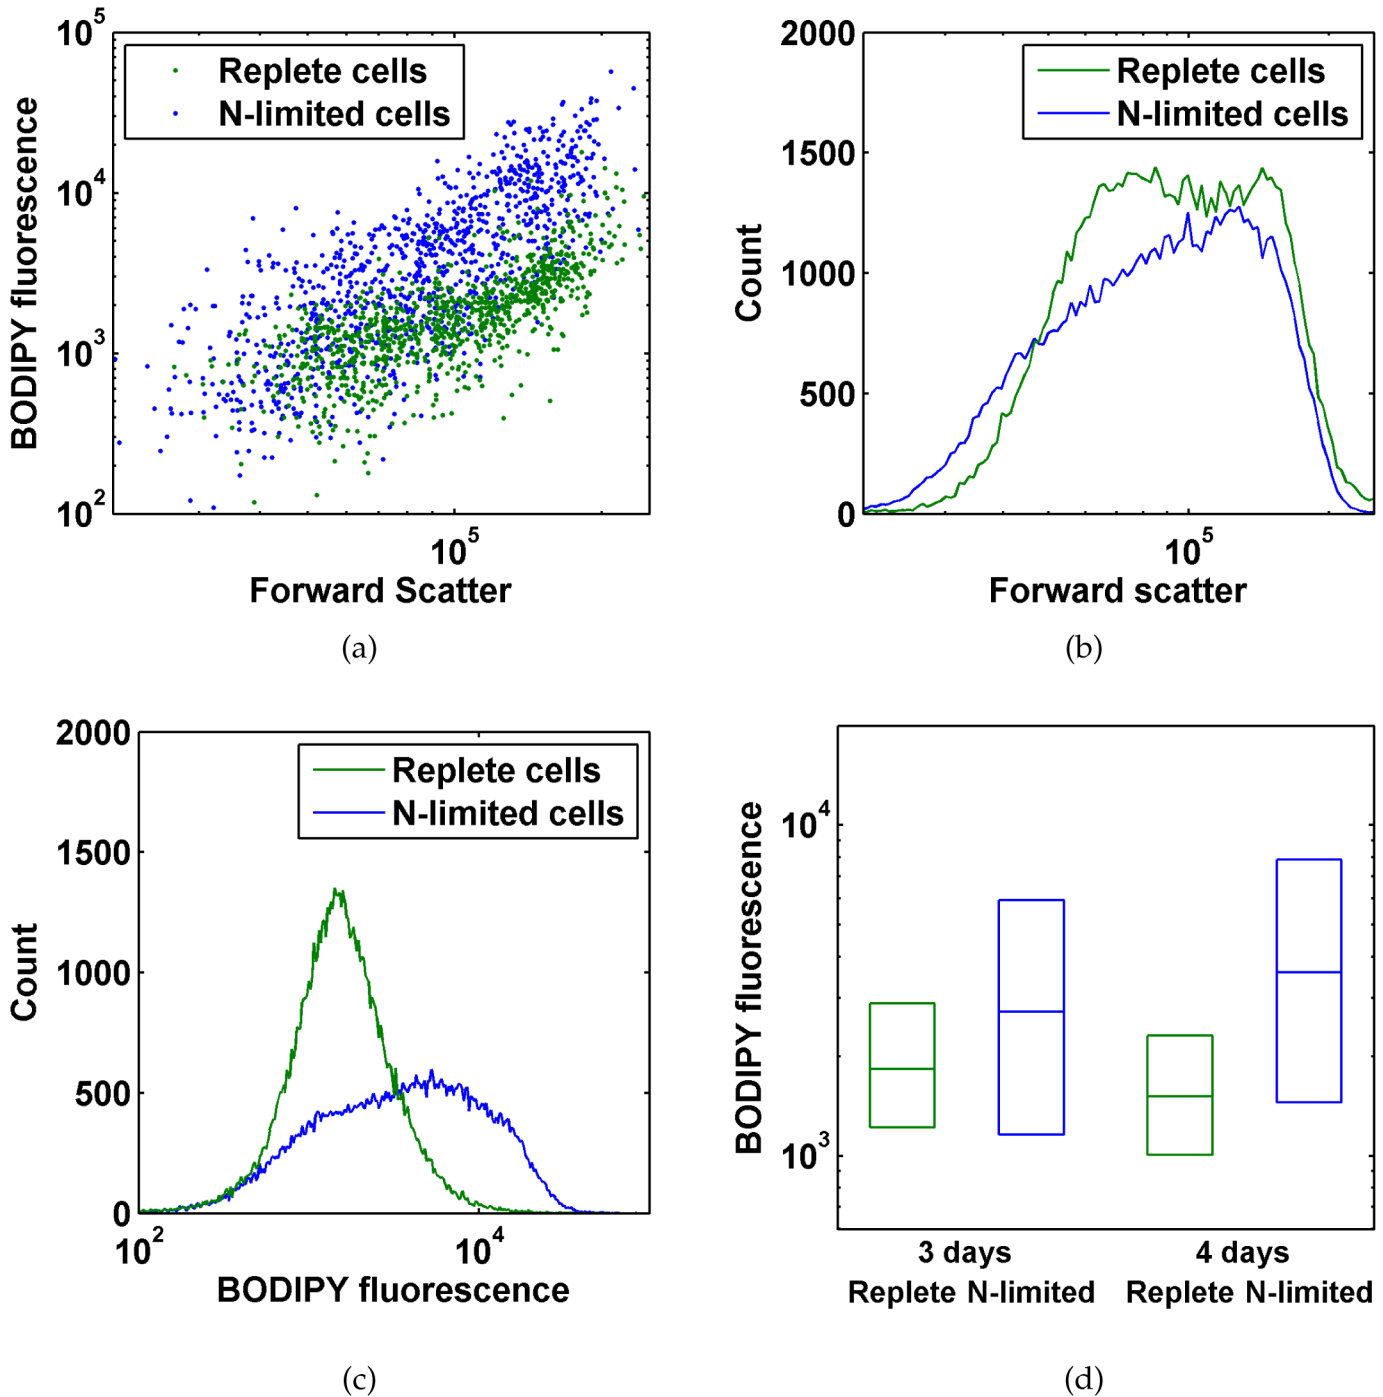 10^5
10^4
10^3
10^2
BODIPY fluorescence
Replete cells
N-limited cells
10^5
Forward Scatter
(a)
2000
1500
1000
500
0
Count
Replete cells
N-limited cells
10^5
Forward scatter
(b)
2000
1500
1000
500
0
Count
Replete cells
N-limited cells
10^2 10^4
BODIPY fluorescence
(c)
10^4
10^3
BODIPY fluorescence
3 days 4 days
Replete N-limited Replete N-limited
(d)